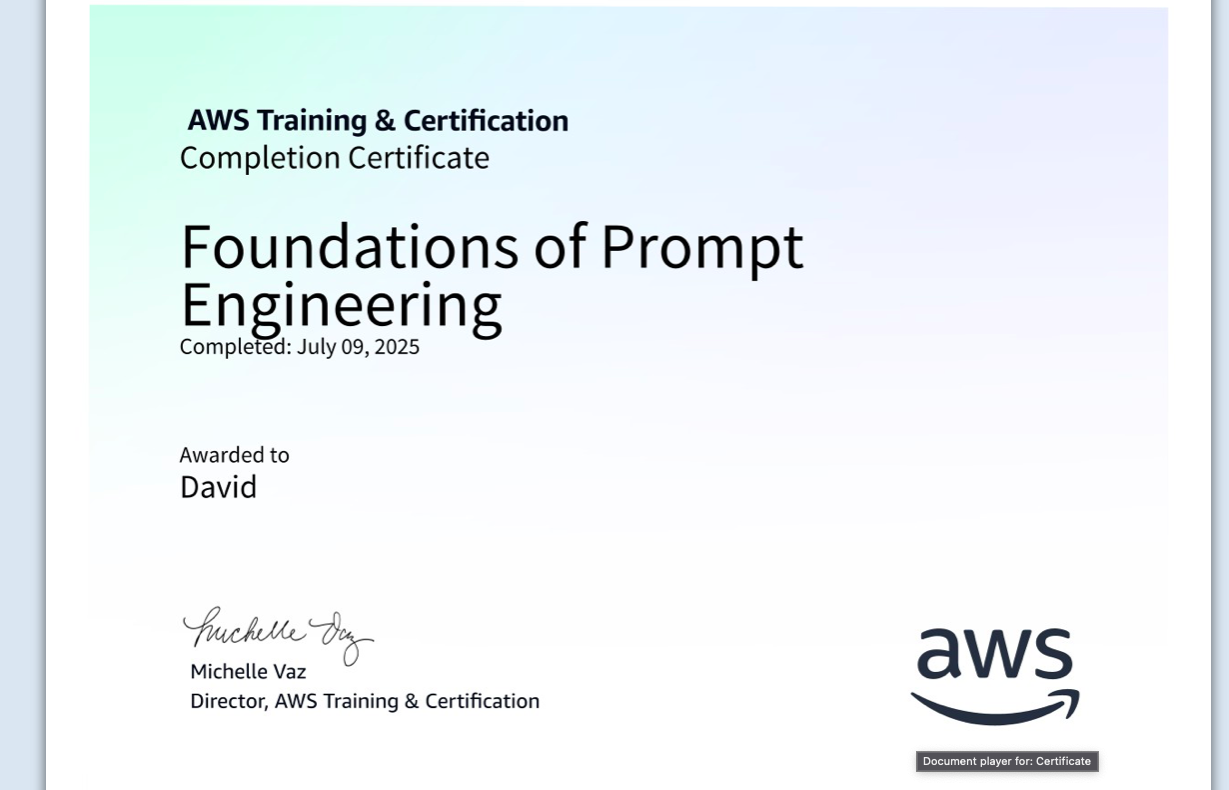 AWS Training & Certification
Completion Certificate
Foundations of Prompt
Engineering
Completed: July 09, 2025
Awarded to
David
Michelle Vaz
Michelle Vaz
Director, AWS Training & Certification
aws
Document player for: Certificate